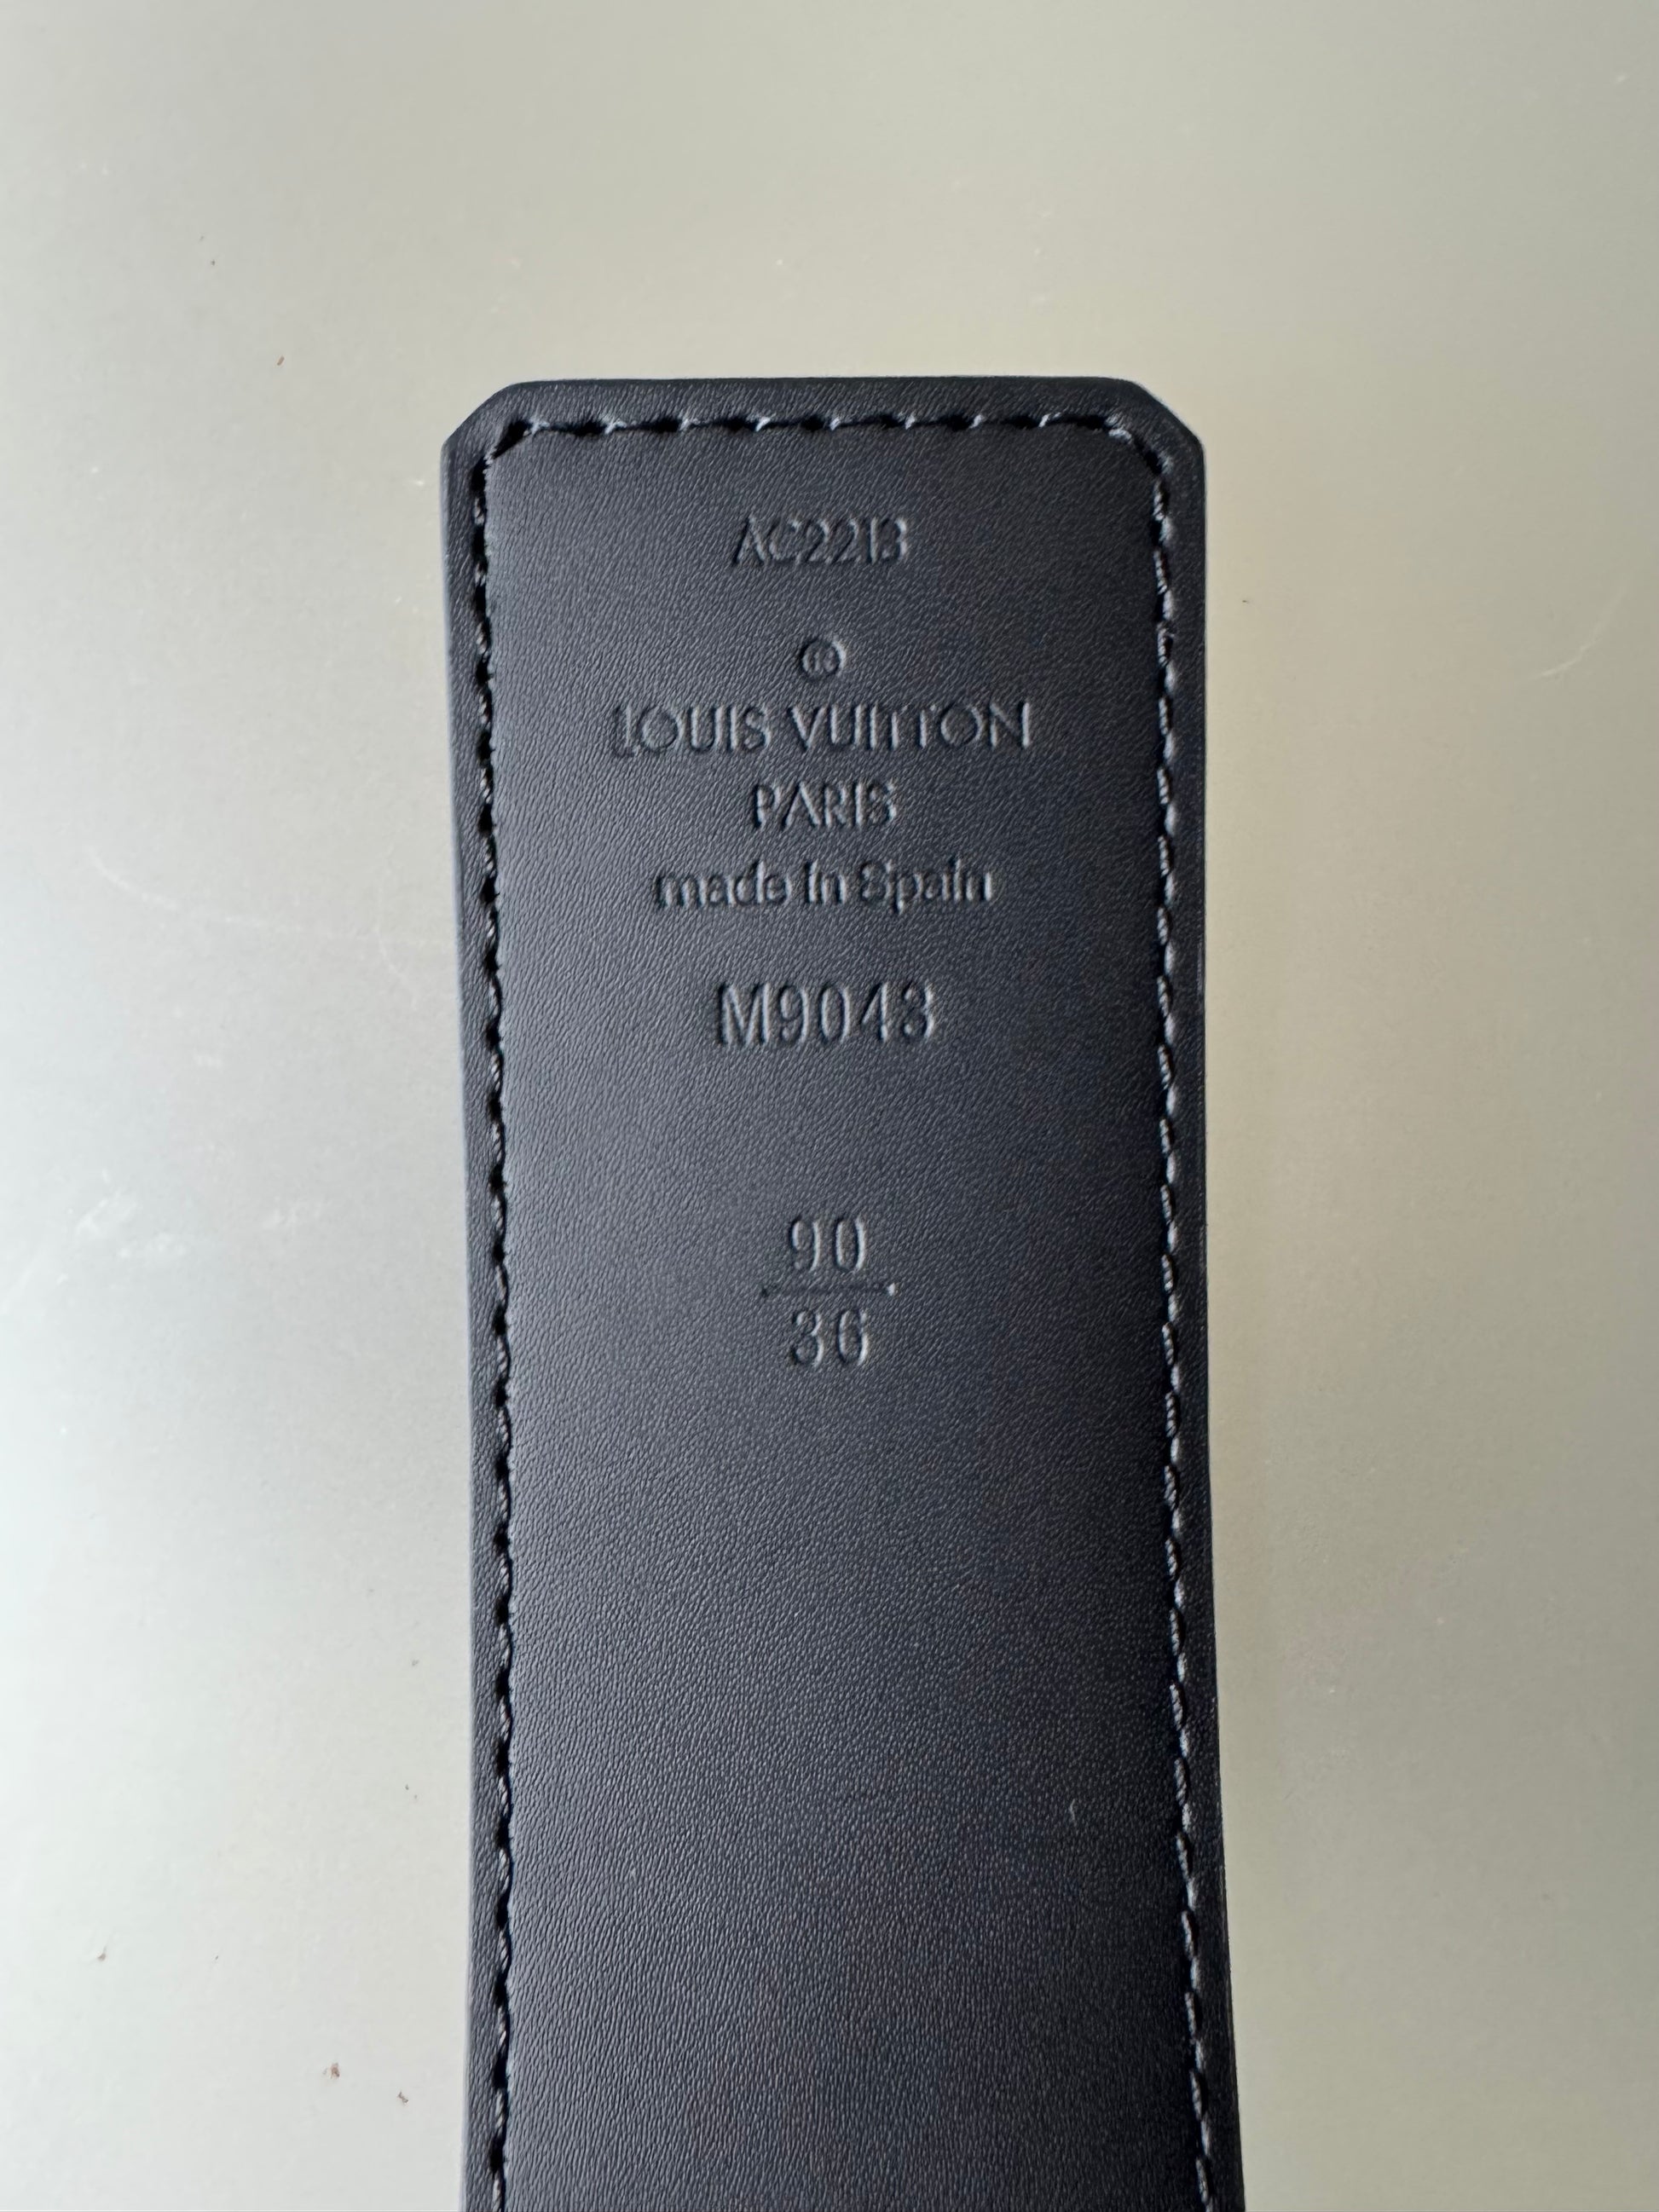 AC2213
®
LOUIS VUITTON
PARIS
made in Spain
M9043
90
36